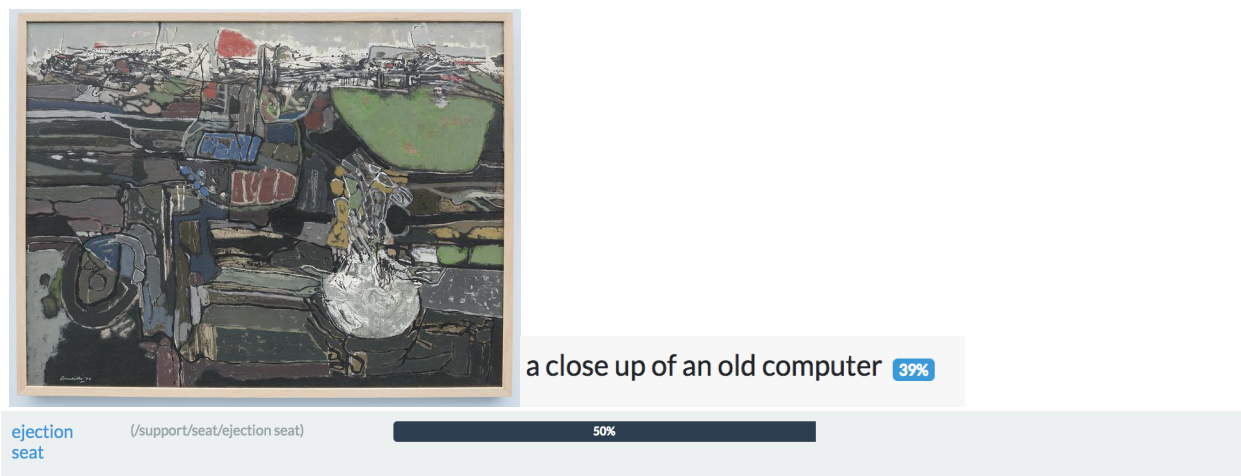 a close up of an old computer 39%
ejection (/support/seat/ejection seat) 50%
seat